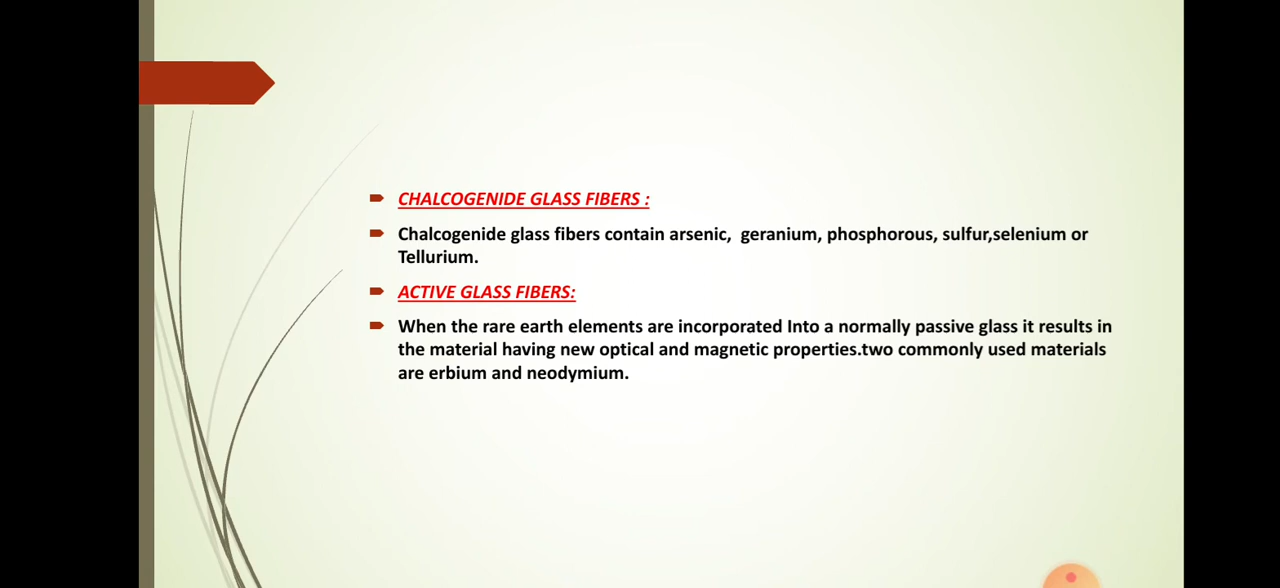 CHALCOGENIDE GLASS FIBERS :
Chalcogenide glass fibers contain arsenic,  geranium, phosphorous, sulfur,selenium or
Tellurium.
ACTIVE GLASS FIBERS:
When the rare earth elements are incorporated Into a normally passive glass it results in
the material having new optical and magnetic properties.two commonly used materials
are erbium and neodymium.